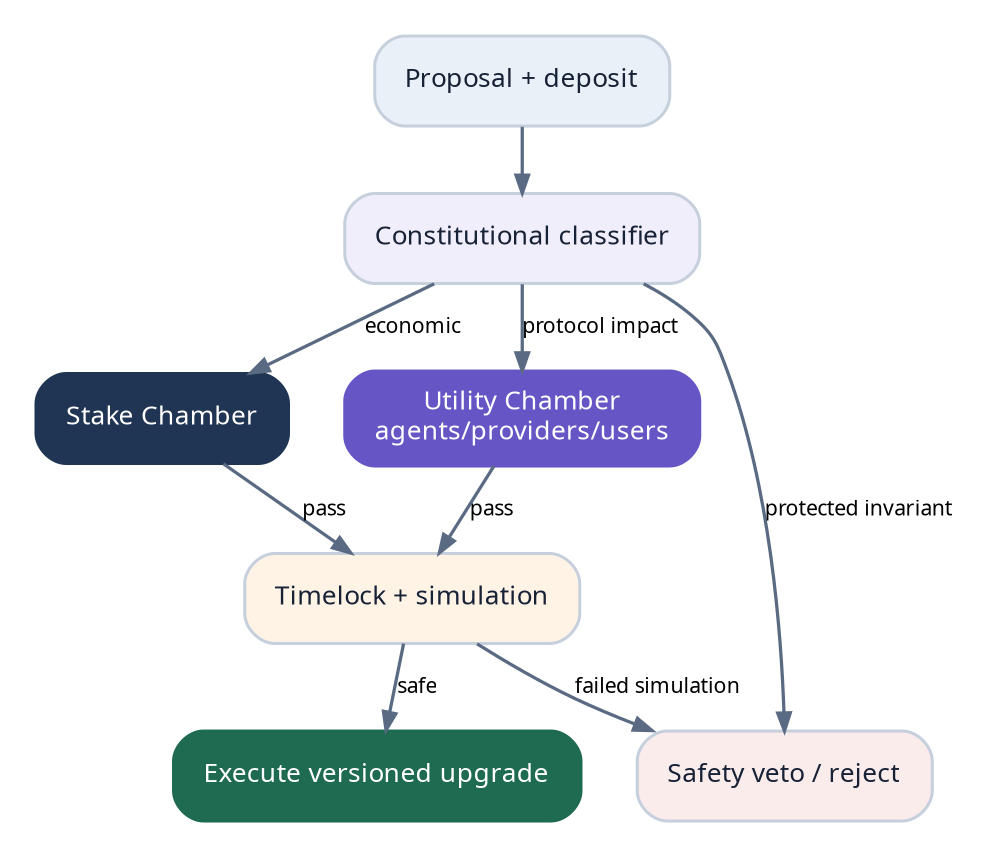 Proposal + deposit
Constitutional classifier
economic
protocol impact
Stake Chamber
Utility Chamber
agents/providers/users
pass
pass
protected invariant
Timelock + simulation
safe
failed simulation
Execute versioned upgrade
Safety veto / reject